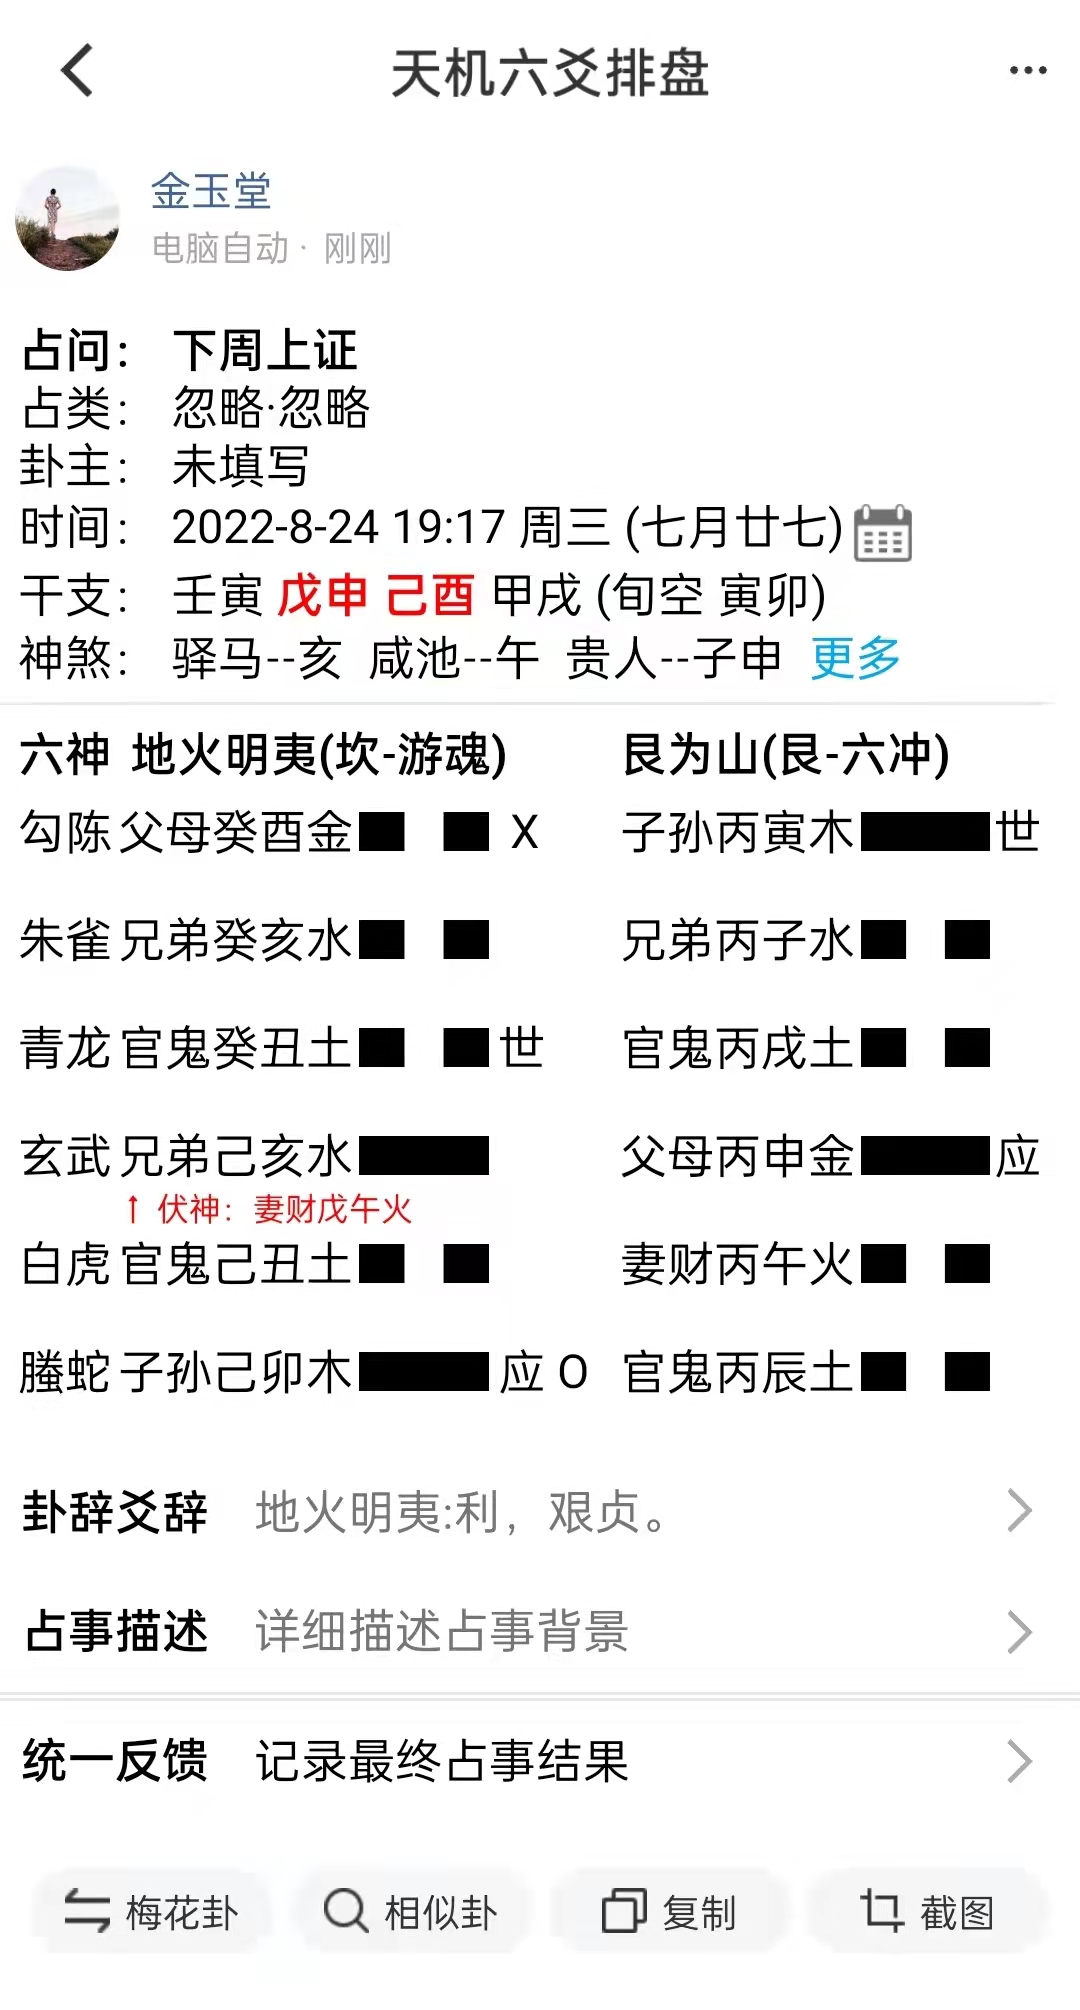 天机六爻排盘
金玉堂
电脑自动 · 刚刚
占问： 下周上证
占类： 忽略·忽略
卦主： 未填写
时间： 2022-8-24 19:17 周三 (七月廿七)
干支： 壬寅 戊申 己酉 甲戌 (旬空 寅卯)
神煞： 驿马--亥 咸池--午 贵人--子申 更多
六神 地火明夷(坎-游魂) 艮为山(艮-六冲)
勾陈 父母癸酉金 X 子孙丙寅木 世
朱雀 兄弟癸亥水 兄弟丙子水
青龙 官鬼癸丑土 世 官鬼丙戌土
玄武 兄弟己亥水 父母丙申金 应
↑ 伏神：妻财戊午火
白虎 官鬼己丑土 妻财丙午火
螣蛇 子孙己卯木 应 O 官鬼丙辰土
卦辞爻辞 地火明夷:利，艰贞。
占事描述 详细描述占事背景
统一反馈 记录最终占事结果
梅花卦 相似卦 复制 截图